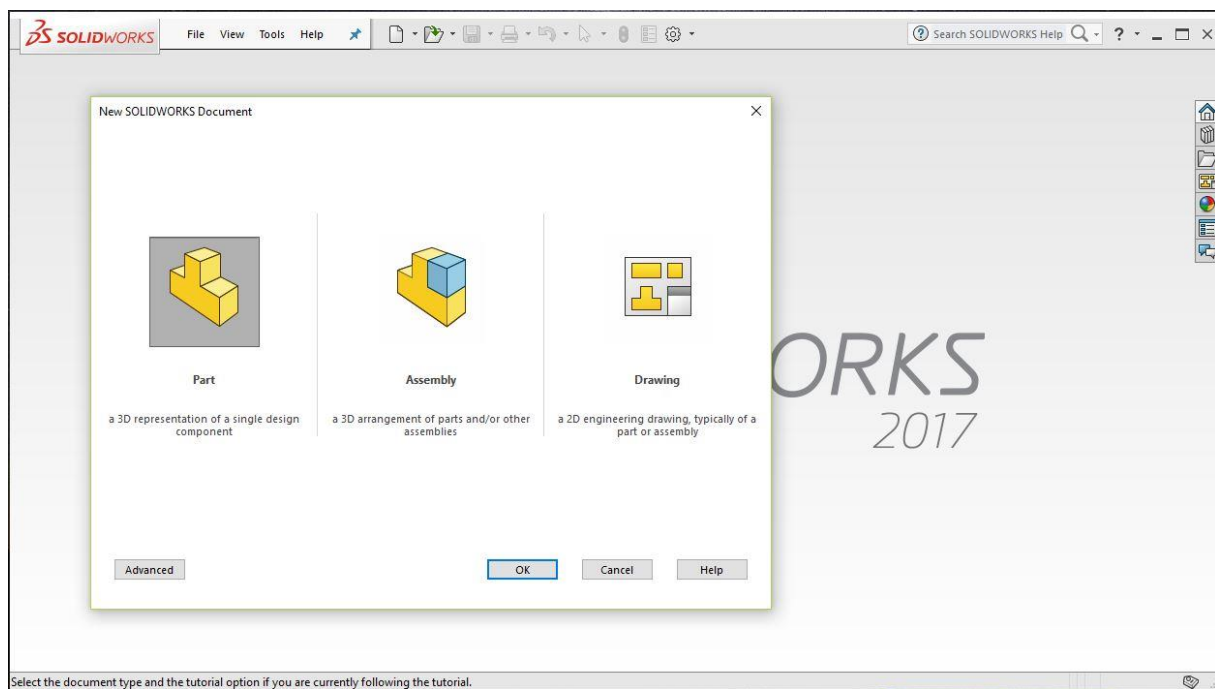 SOLIDWORKS File View Tools Help
Search SOLIDWORKS Help ?
New SOLIDWORKS Document
Part
a 3D representation of a single design
component
Assembly
a 3D arrangement of parts and/or other
assemblies
Drawing
a 2D engineering drawing, typically of a
part or assembly
ORKS
2017
Advanced OK Cancel Help
Select the document type and the tutorial option if you are currently following the tutorial.